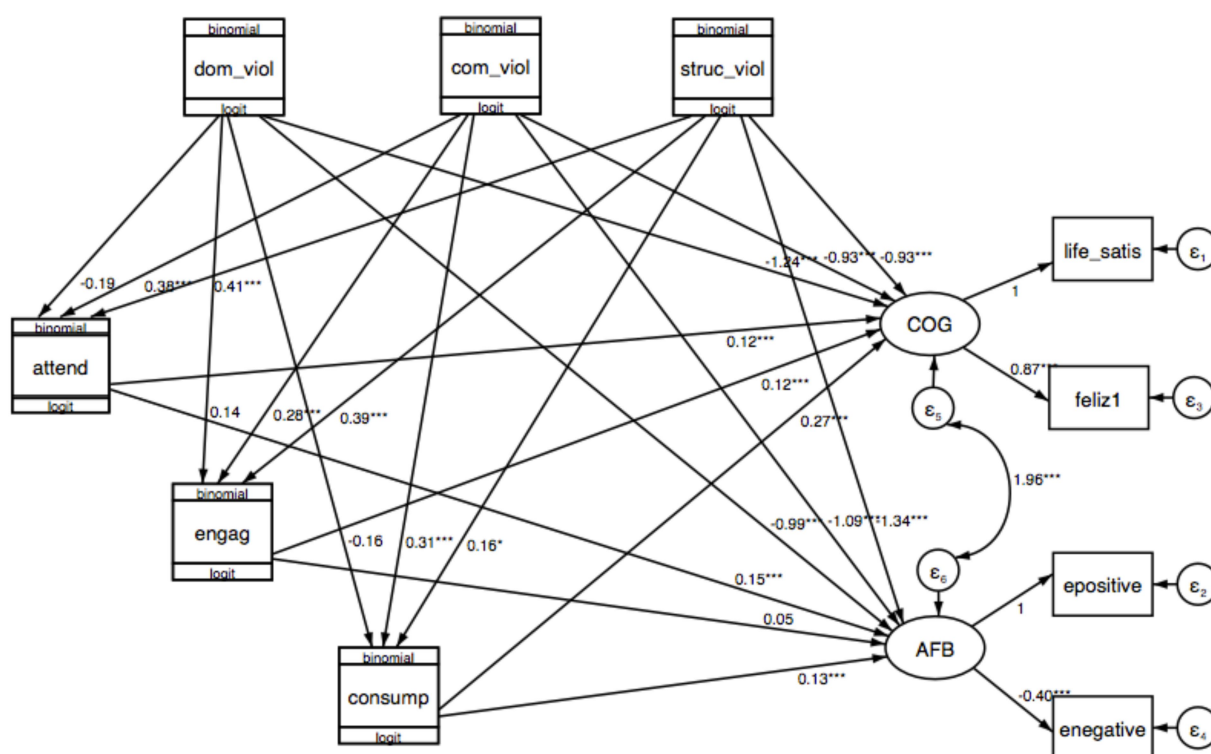 binomial binomial binomial
dom_viol com_viol struc_viol
logit logit logit
life_satis ε1
-1.24*** -0.93*** -0.93***
-0.19 0.38*** 0.41***
1
binomial
COG
attend
0.12***
0.87***
logit
feliz1 ε3
0.12***
ε5
0.14 0.28*** 0.39*** 0.27***
1.96***
binomial
engag
-0.99*** -1.09*** -1.34***
-0.16 0.31*** 0.16*
logit
ε6
0.15***
epositive ε2
1
0.05
binomial
AFB
consump
0.13***
-0.40***
logit
enegative ε4